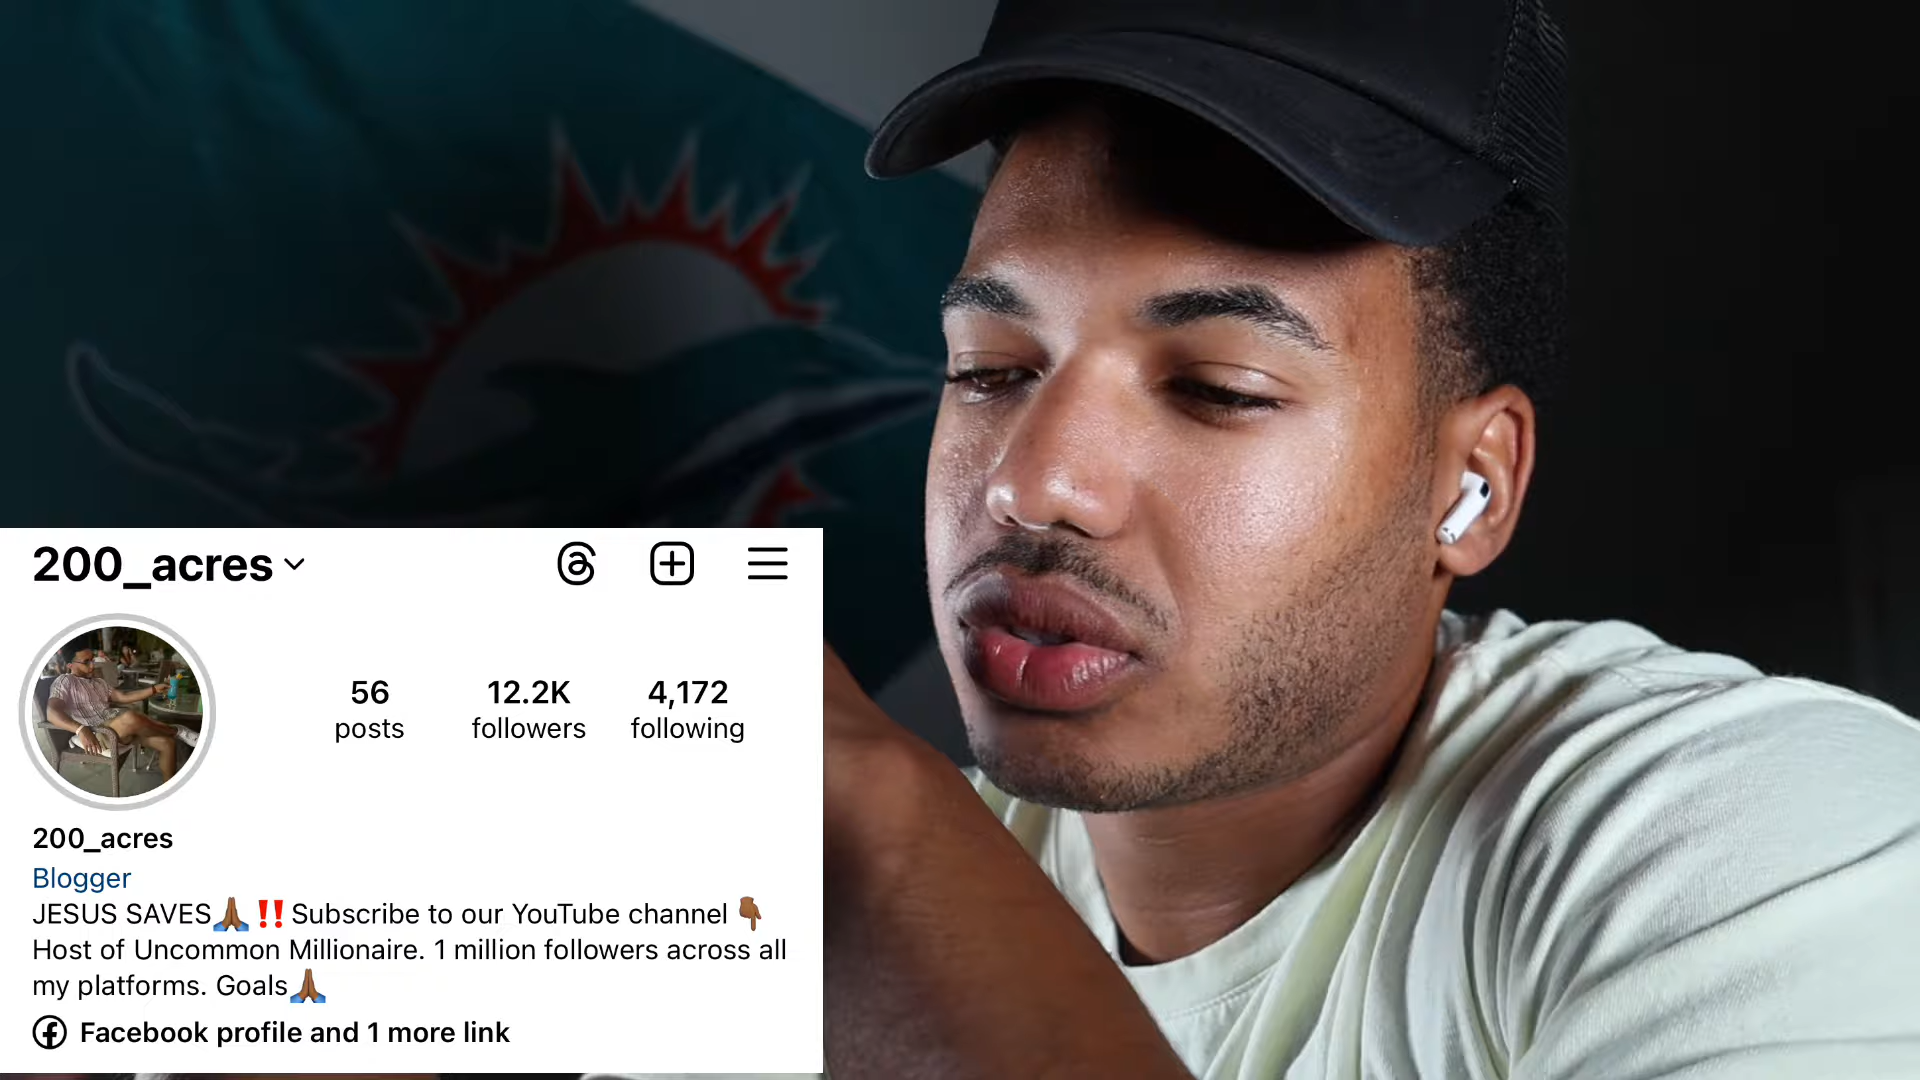 200_acres
56 12.2K 4,172
posts followers following
200_acres
Blogger
JESUS SAVES🙏🏾‼️Subscribe to our YouTube channel 👇🏾
Host of Uncommon Millionaire. 1 million followers across all
my platforms. Goals🙏🏾
Facebook profile and 1 more link